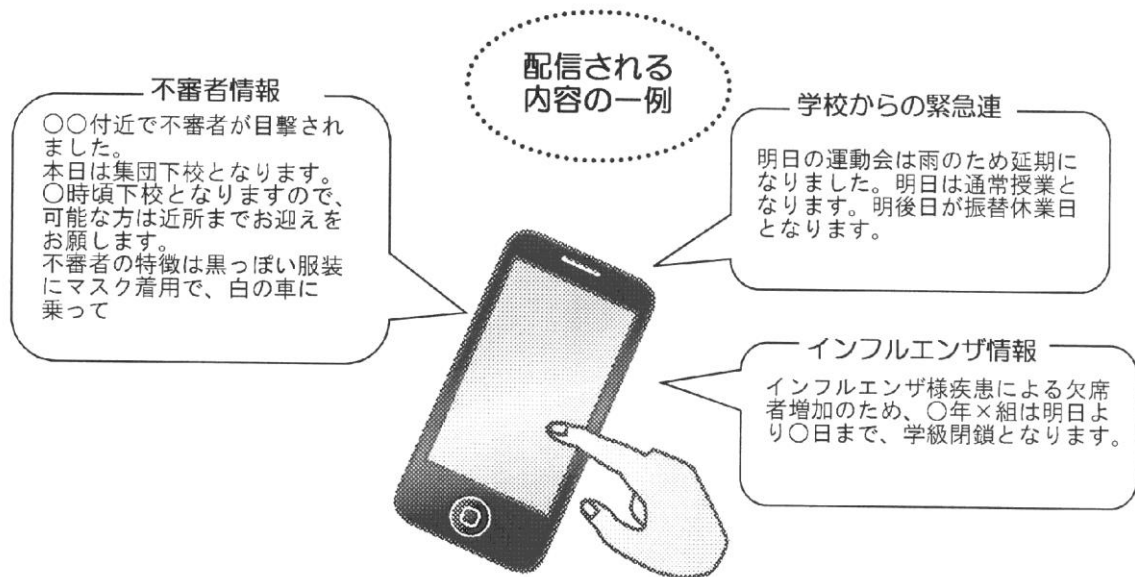 配信される
内容の一例
不審者情報
○○付近で不審者が目撃され
ました。
本日は集団下校となります。
○時頃下校となりますので、
可能な方は近所までお迎えを
お願します。
不審者の特徴は黒っぽい服装
にマスク着用で、白の車に
乗って
学校からの緊急連
明日の運動会は雨のため延期に
なりました。明日は通常授業と
なります。明後日が振替休業日
となります。
インフルエンザ情報
インフルエンザ様疾患による欠席
者増加のため、○年×組は明日よ
り○日まで、学級閉鎖となります。